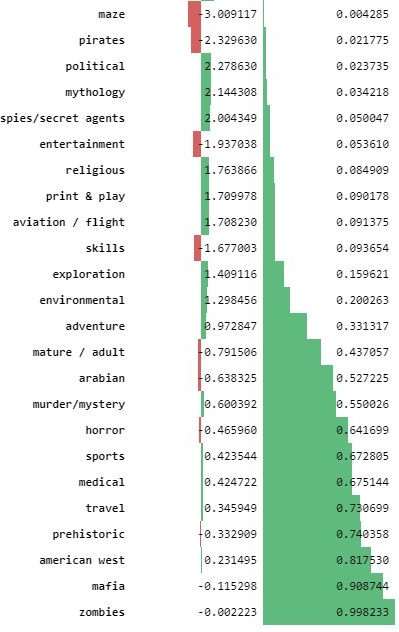 maze -3.009117 0.004285
pirates -2.329630 0.021775
political 2.278630 0.023735
mythology 2.144308 0.034218
spies/secret agents 2.004349 0.050047
entertainment -1.937038 0.053610
religious 1.763866 0.084909
print & play 1.709978 0.090178
aviation / flight 1.708230 0.091375
skills -1.677003 0.093654
exploration 1.409116 0.159621
environmental 1.298456 0.200263
adventure 0.972847 0.331317
mature / adult -0.791506 0.437057
arabian -0.638325 0.527225
murder/mystery 0.600392 0.550026
horror -0.465960 0.641699
sports 0.423544 0.672805
medical 0.424722 0.675144
travel 0.345949 0.730699
prehistoric -0.332909 0.740358
american west 0.231495 0.817530
mafia -0.115298 0.908744
zombies -0.002223 0.998233